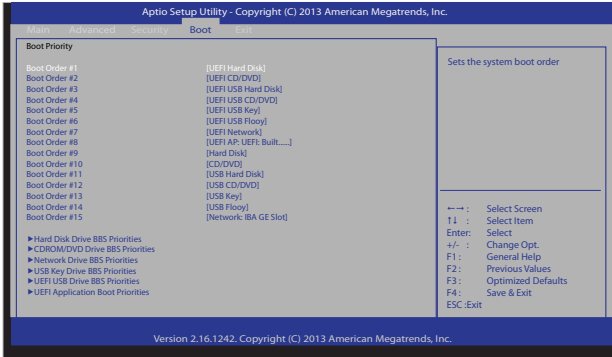 Aptio Setup Utility - Copyright (C) 2013 American Megatrends, Inc.
Main Advanced Security Boot Exit
Boot Priority
Boot Order #1 [UEFI Hard Disk]
Boot Order #2 [UEFI CD/DVD]
Boot Order #3 [UEFI USB Hard Disk]
Boot Order #4 [UEFI USB CD/DVD]
Boot Order #5 [UEFI USB Key]
Boot Order #6 [UEFI USB Flooy]
Boot Order #7 [UEFI Network]
Boot Order #8 [UEFI AP: UEFI: Built......]
Boot Order #9 [Hard Disk]
Boot Order #10 [CD/DVD]
Boot Order #11 [USB Hard Disk]
Boot Order #12 [USB CD/DVD]
Boot Order #13 [USB Key]
Boot Order #14 [USB Flooy]
Boot Order #15 [Network: IBA GE Slot]
►Hard Disk Drive BBS Priorities
►CDROM/DVD Drive BBS Priorities
►Network Drive BBS Priorities
►USB Key Drive BBS Priorities
►UEFI USB Drive BBS Priorities
►UEFI Application Boot Priorities
Sets the system boot order
←→ : Select Screen
↑↓ : Select Item
Enter: Select
+/- : Change Opt.
F1 : General Help
F2 : Previous Values
F3 : Optimized Defaults
F4 : Save & Exit
ESC :Exit
Version 2.16.1242. Copyright (C) 2013 American Megatrends, Inc.